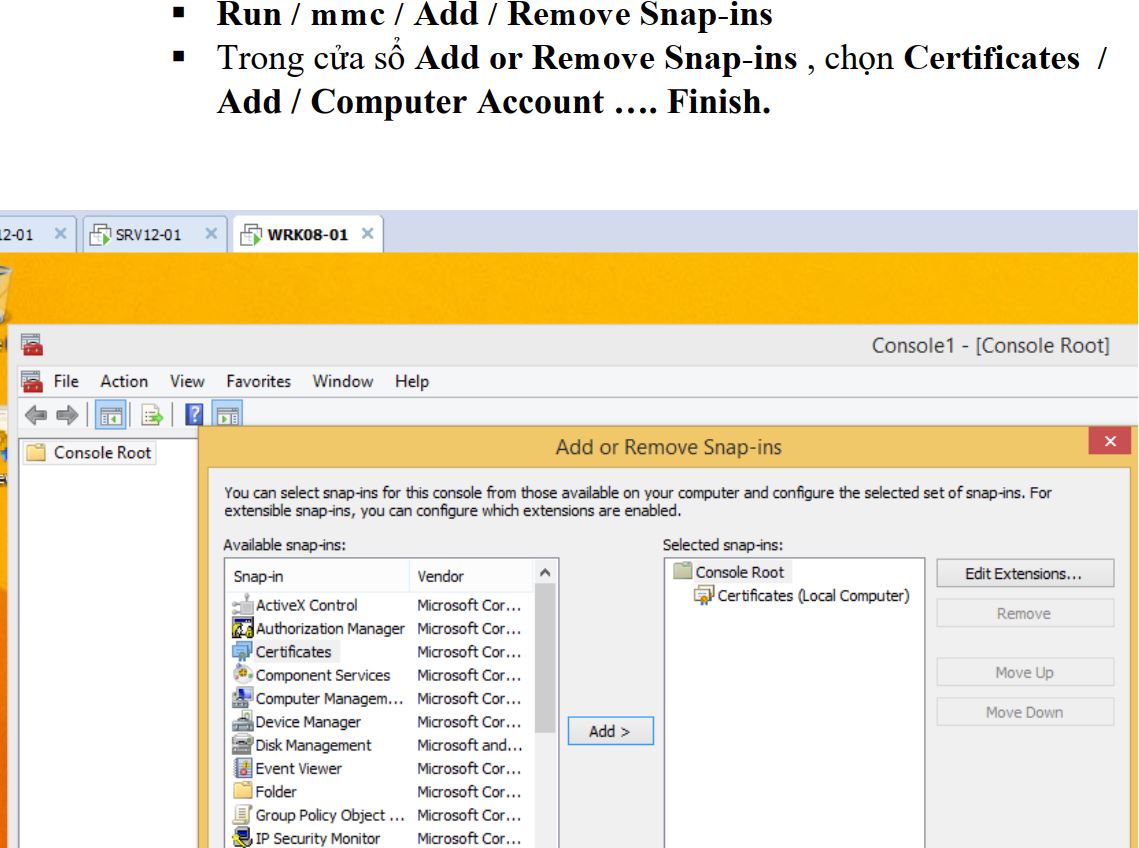 ▪ Run / mmc / Add / Remove Snap-ins
▪ Trong cửa sổ Add or Remove Snap-ins , chọn Certificates /
Add / Computer Account …. Finish.
12-01
SRV12-01
WRK08-01
Console1 - [Console Root]
File Action View Favorites Window Help
Console Root
Add or Remove Snap-ins
You can select snap-ins for this console from those available on your computer and configure the selected set of snap-ins. For
extensible snap-ins, you can configure which extensions are enabled.
Available snap-ins:
Selected snap-ins:
Snap-in Vendor
Console Root
Edit Extensions...
Certificates (Local Computer)
ActiveX Control Microsoft Cor...
Remove
Authorization Manager Microsoft Cor...
Certificates Microsoft Cor...
Move Up
Component Services Microsoft Cor...
Computer Managem... Microsoft Cor...
Move Down
Device Manager Microsoft Cor...
Add >
Disk Management Microsoft and...
Event Viewer Microsoft Cor...
Folder Microsoft Cor...
Group Policy Object ... Microsoft Cor...
IP Security Monitor Microsoft Cor...